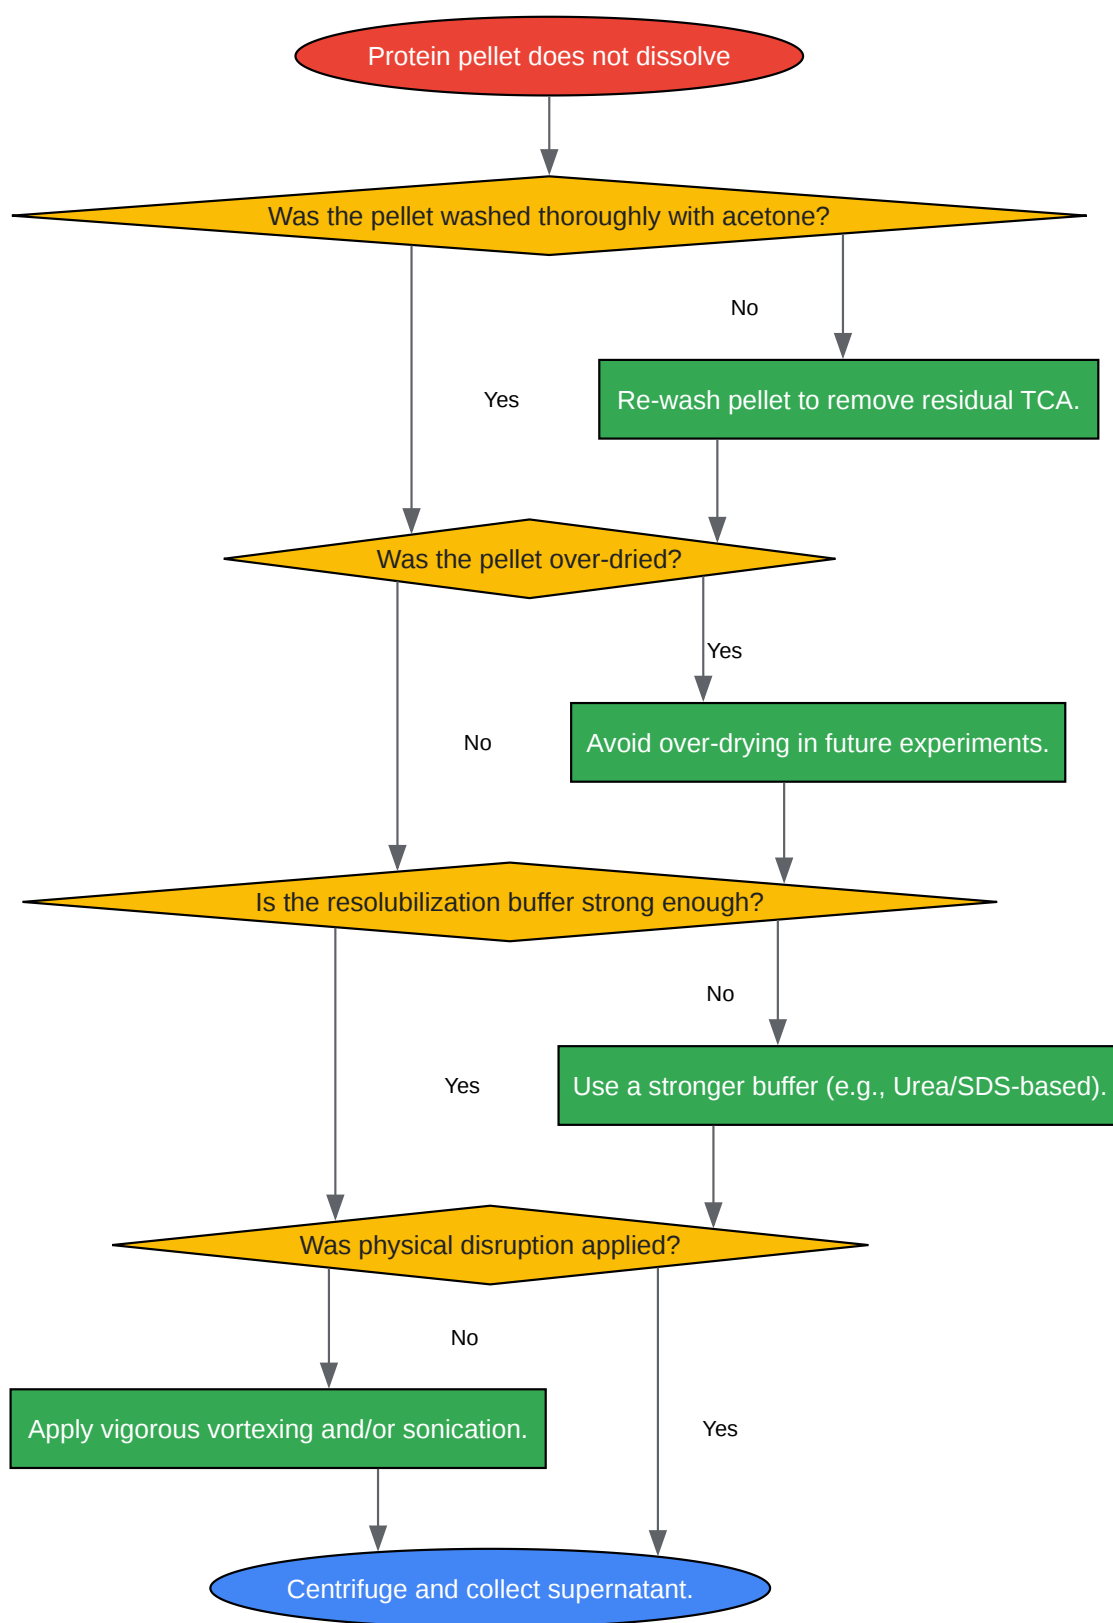 Protein pellet does not dissolve
Was the pellet washed thoroughly with acetone?
No
Yes
Re-wash pellet to remove residual TCA.
Was the pellet over-dried?
Yes
No
Avoid over-drying in future experiments.
Is the resolubilization buffer strong enough?
No
Yes
Use a stronger buffer (e.g., Urea/SDS-based).
Was physical disruption applied?
No
Apply vigorous vortexing and/or sonication.
Yes
Centrifuge and collect supernatant.